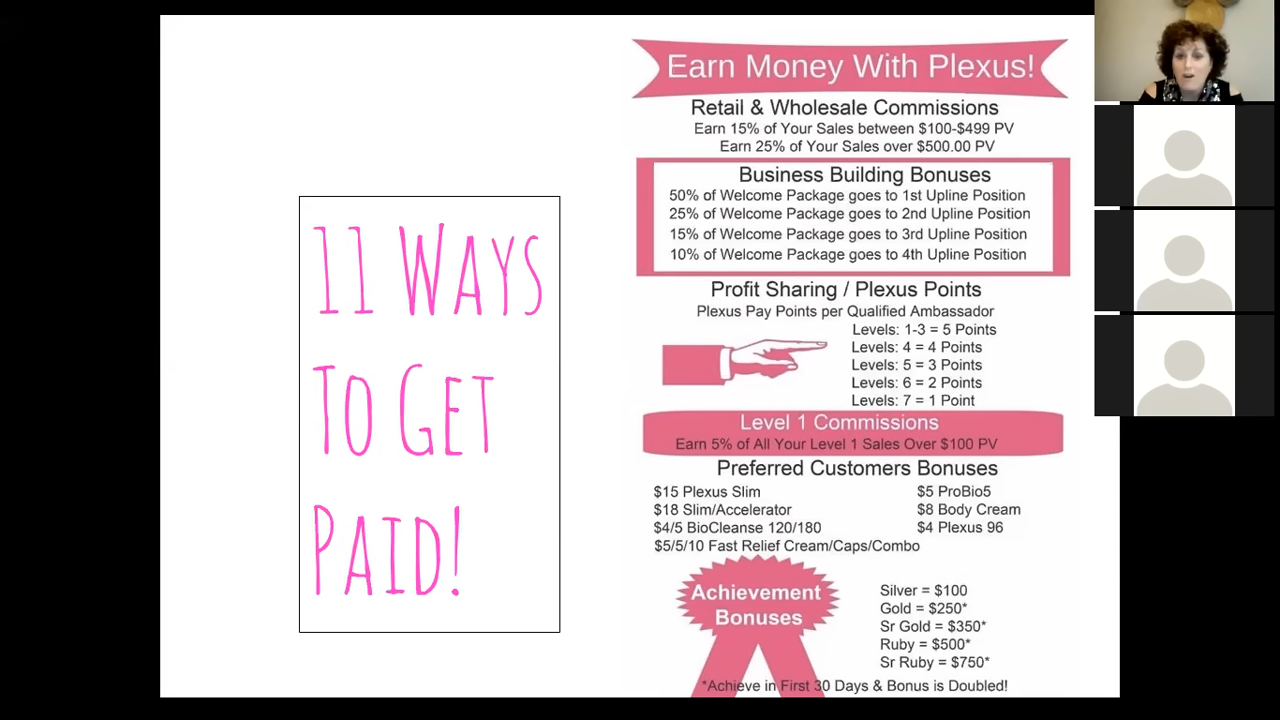 11 Ways
To Get
Paid!
Earn Money With Plexus!
Retail & Wholesale Commissions
Earn 15% of Your Sales between $100-$499 PV
Earn 25% of Your Sales over $500.00 PV
Business Building Bonuses
50% of Welcome Package goes to 1st Upline Position
25% of Welcome Package goes to 2nd Upline Position
15% of Welcome Package goes to 3rd Upline Position
10% of Welcome Package goes to 4th Upline Position
Profit Sharing / Plexus Points
Plexus Pay Points per Qualified Ambassador
Levels: 1-3 = 5 Points
Levels: 4 = 4 Points
Levels: 5 = 3 Points
Levels: 6 = 2 Points
Levels: 7 = 1 Point
Level 1 Commissions
Earn 5% of All Your Level 1 Sales Over $100 PV
Preferred Customers Bonuses
$15 Plexus Slim
$18 Slim/Accelerator
$4/5 BioCleanse 120/180
$5/5/10 Fast Relief Cream/Caps/Combo
$5 ProBio5
$8 Body Cream
$4 Plexus 96
Achievement
Bonuses
Silver = $100
Gold = $250*
Sr Gold = $350*
Ruby = $500*
Sr Ruby = $750*
*Achieve in First 30 Days & Bonus is Doubled!